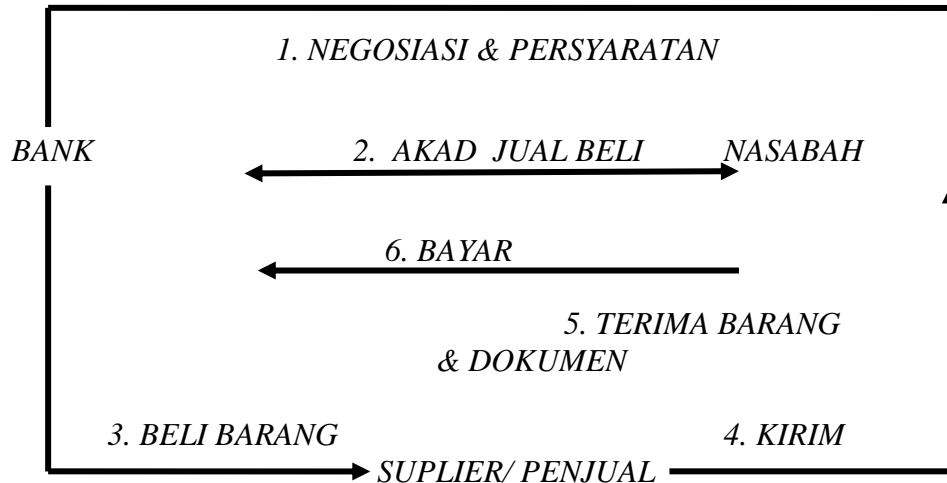 1. NEGOSIASI & PERSYARATAN
BANK
2. AKAD JUAL BELI
NASABAH
6. BAYAR
5. TERIMA BARANG
& DOKUMEN
3. BELI BARANG
4. KIRIM
SUPLIER/ PENJUAL